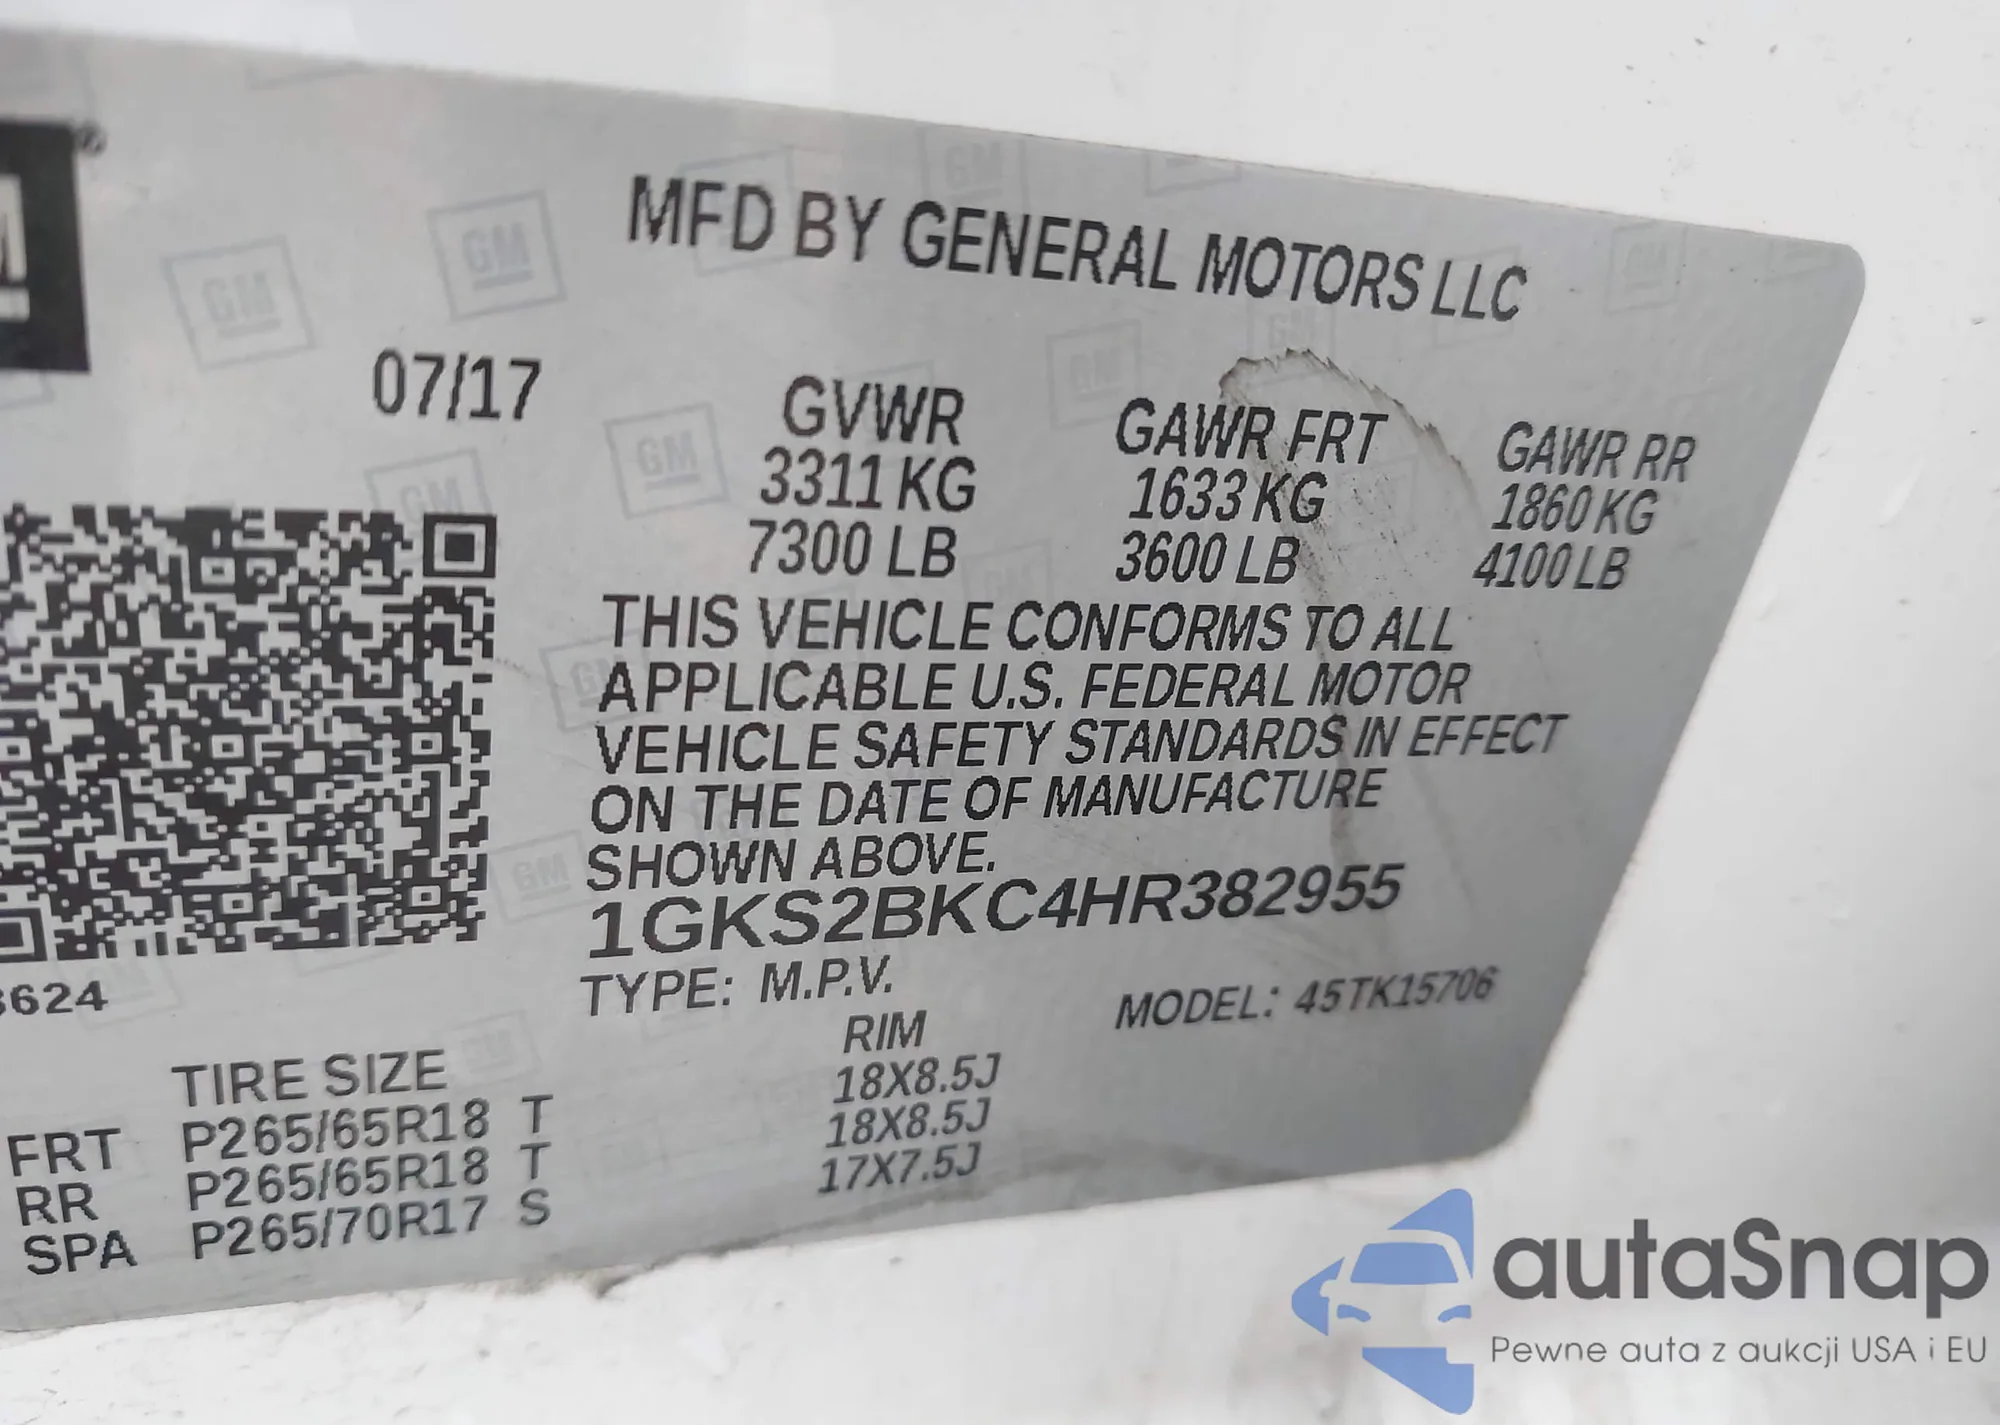 MFD BY GENERAL MOTORS LLC
07/17
GVWR GAWR FRT GAWR RR
3311 KG 1633 KG 1860 KG
7300 LB 3600 LB 4100 LB
THIS VEHICLE CONFORMS TO ALL
APPLICABLE U.S. FEDERAL MOTOR
VEHICLE SAFETY STANDARDS IN EFFECT
ON THE DATE OF MANUFACTURE
SHOWN ABOVE.
1GKS2BKC4HR382955
TYPE: M.P.V. MODEL: 45TK15706
624
TIRE SIZE RIM
FRT P265/65R18 T 18X8.5J
RR P265/65R18 T 18X8.5J
SPA P265/70R17 S 17X7.5J
autaSnap
Pewne auta z aukcji USA i EU